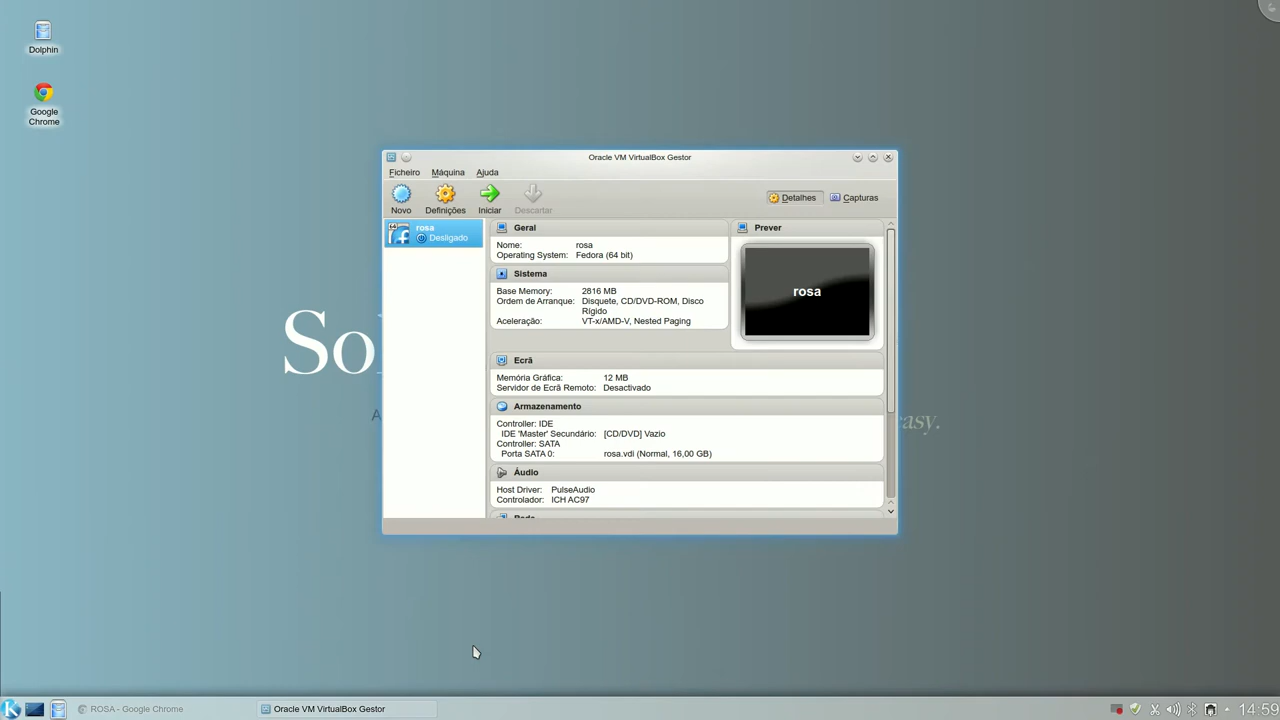 Dolphin
Google
Chrome
Oracle VM VirtualBox Gestor
Ficheiro Máquina Ajuda
Novo Definições Iniciar Descartar Detalhes Capturas
64
rosa
Desligado
Geral
Nome: rosa
Operating System: Fedora (64 bit)
Sistema
Base Memory: 2816 MB
Ordem de Arranque: Disquete, CD/DVD-ROM, Disco
Rígido
Aceleração: VT-x/AMD-V, Nested Paging
Prever
rosa
Ecrã
Memória Gráfica: 12 MB
Servidor de Ecrã Remoto: Desactivado
Armazenamento
Controller: IDE
IDE 'Master' Secundário: [CD/DVD] Vazio
Controller: SATA
Porta SATA 0: rosa.vdi (Normal, 16,00 GB)
Áudio
Host Driver: PulseAudio
Controlador: ICH AC97
So
A
easy.
ROSA - Google Chrome
Oracle VM VirtualBox Gestor
14:59